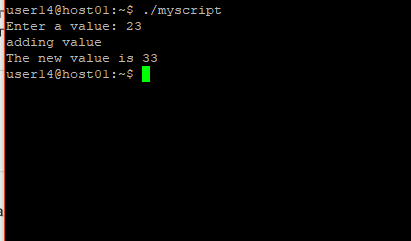 user14@host01:~$ ./myscript
Enter a value: 23
adding value
The new value is 33
user14@host01:~$